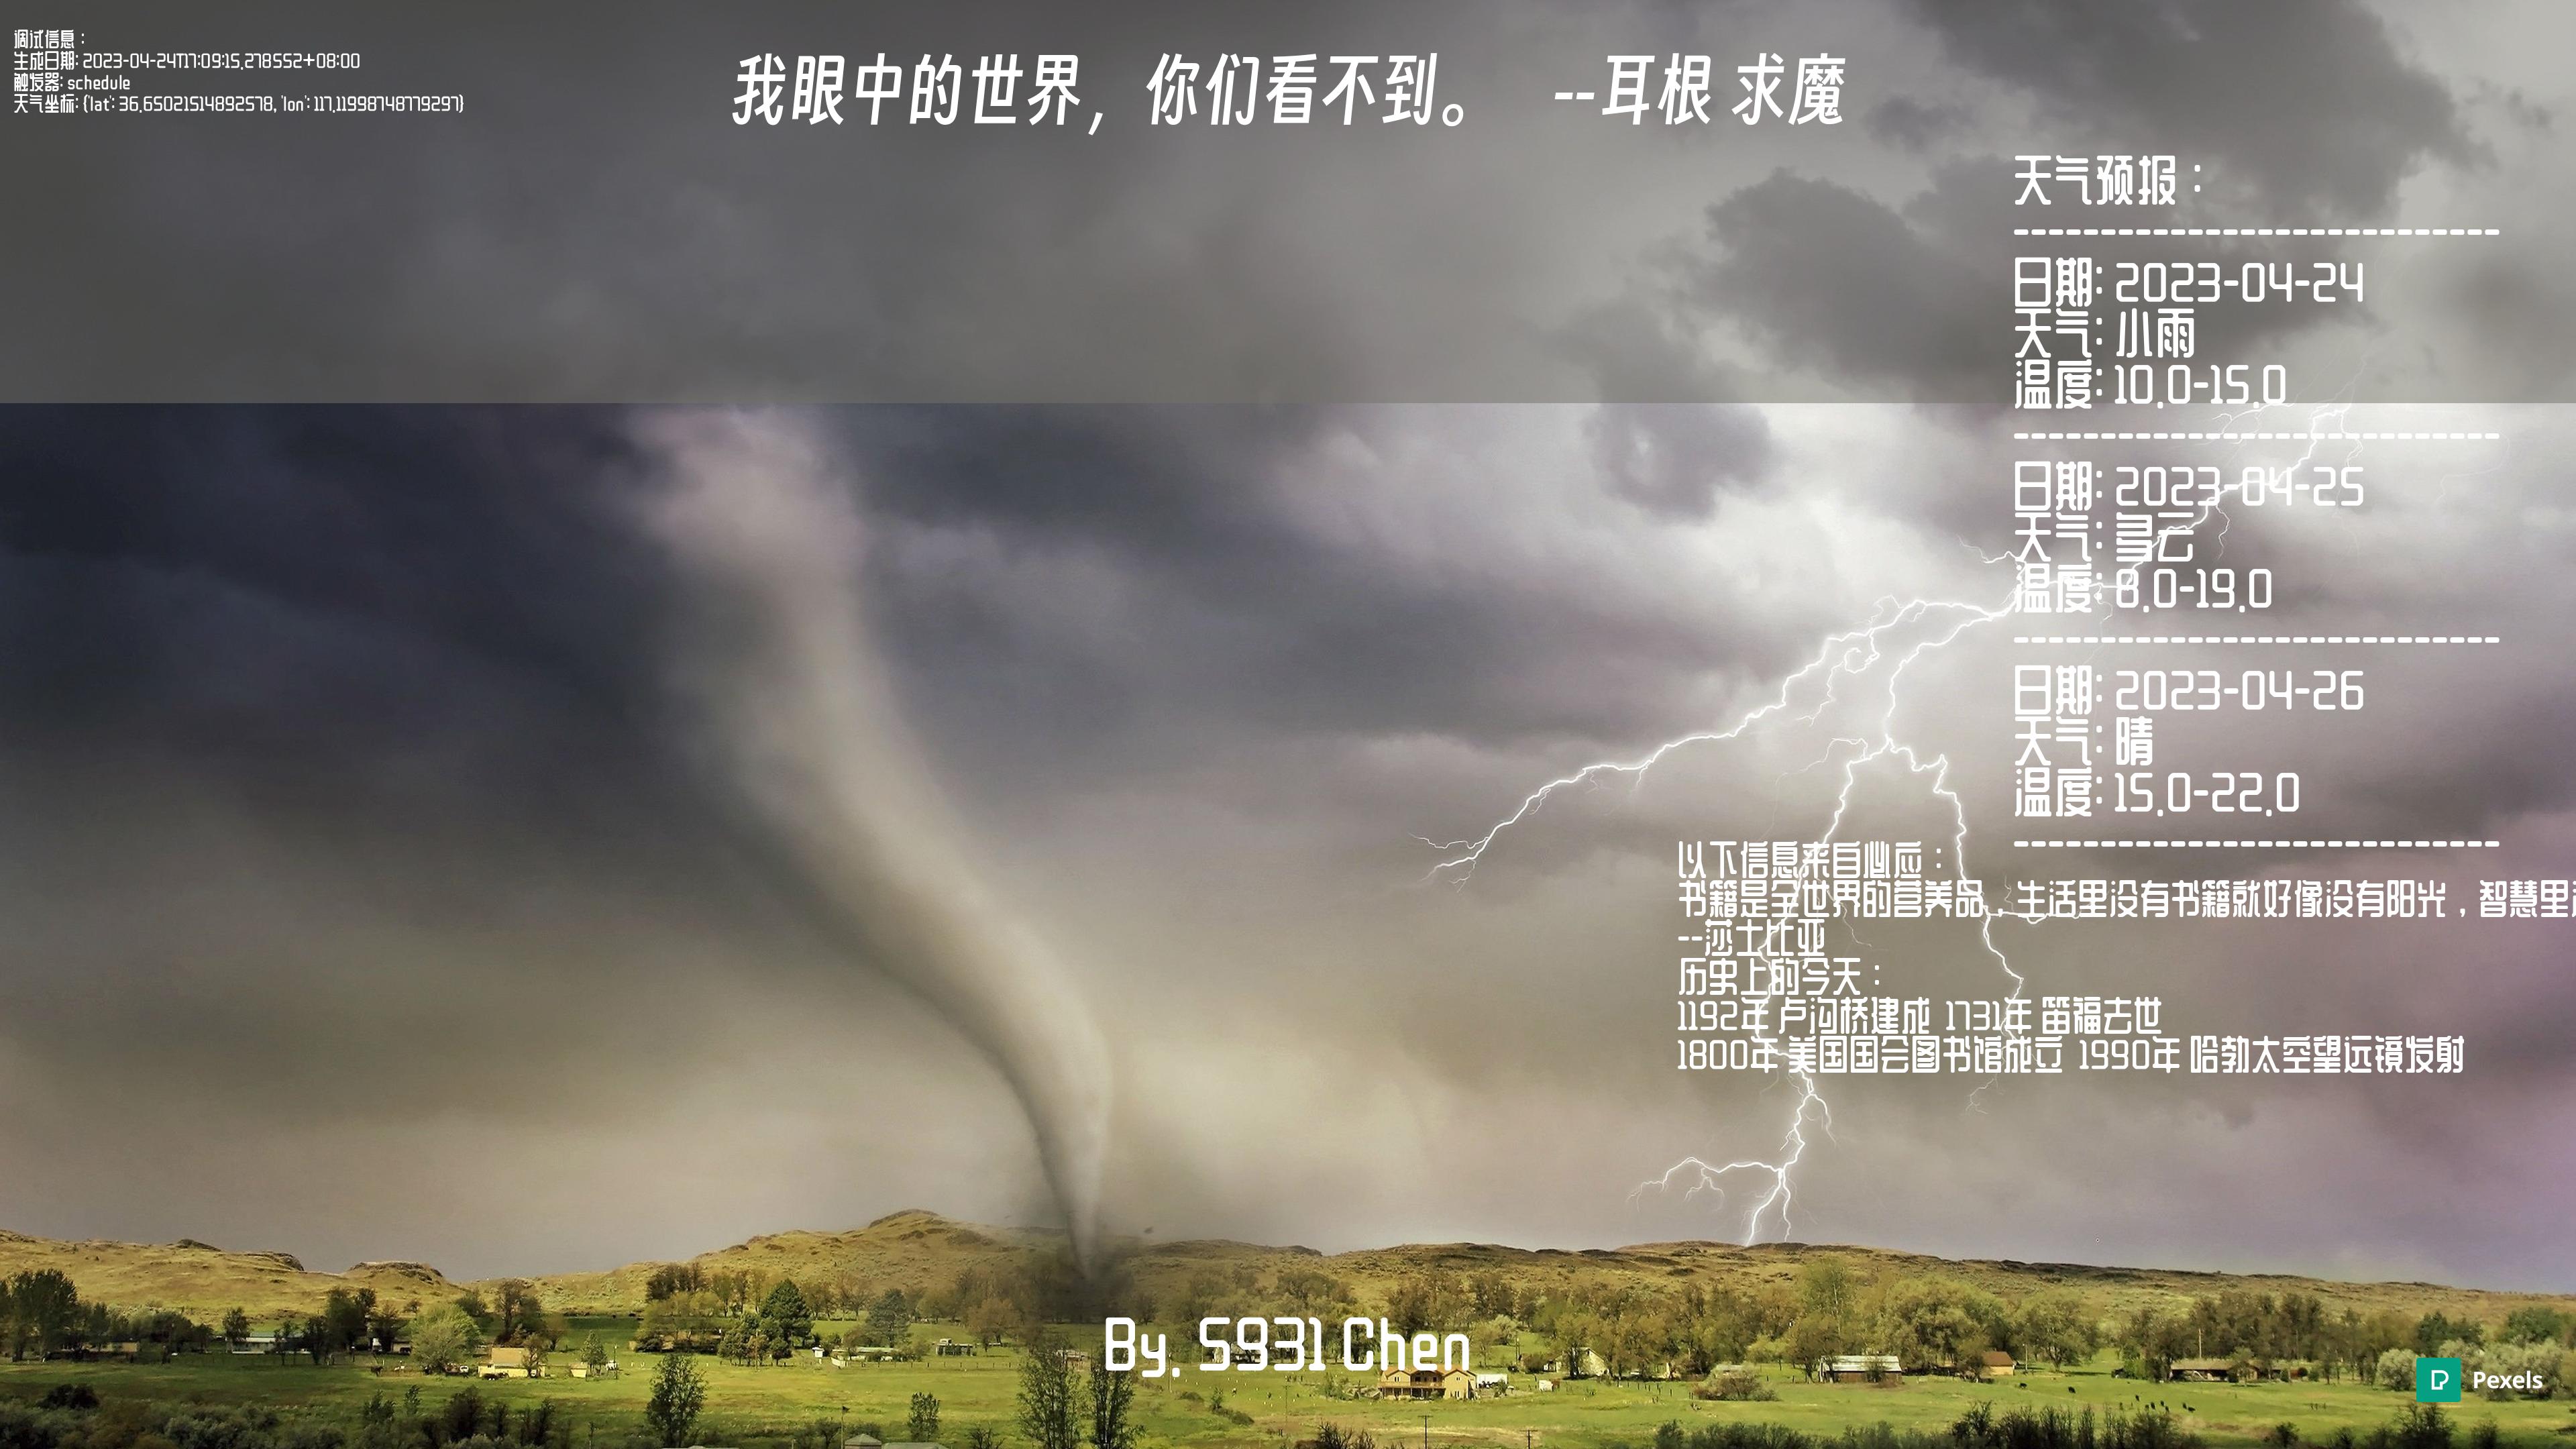 调试信息：
生成日期: 2023-04-24T17:09:15.278552+08:00
触发器: schedule
天气坐标: {'lat': 36.65021514892578, 'lon': 117.11998748779297}
我眼中的世界，你们看不到。 --耳根 求魔
天气预报：
----------------------------
日期: 2023-04-24
天气: 小雨
温度: 10.0-15.0
----------------------------
日期: 2023-04-25
天气: 多云
温度: 8.0-19.0
----------------------------
日期: 2023-04-26
天气: 晴
温度: 15.0-22.0
----------------------------
以下信息来自必应：
书籍是全世界的营养品，生活里没有书籍就好像没有阳光，智慧里
--莎士比亚
历史上的今天：
1192年 卢沟桥建成 1731年 笛福去世
1800年 美国国会图书馆成立 1990年 哈勃太空望远镜发射
By. S931 Chen
Pexels